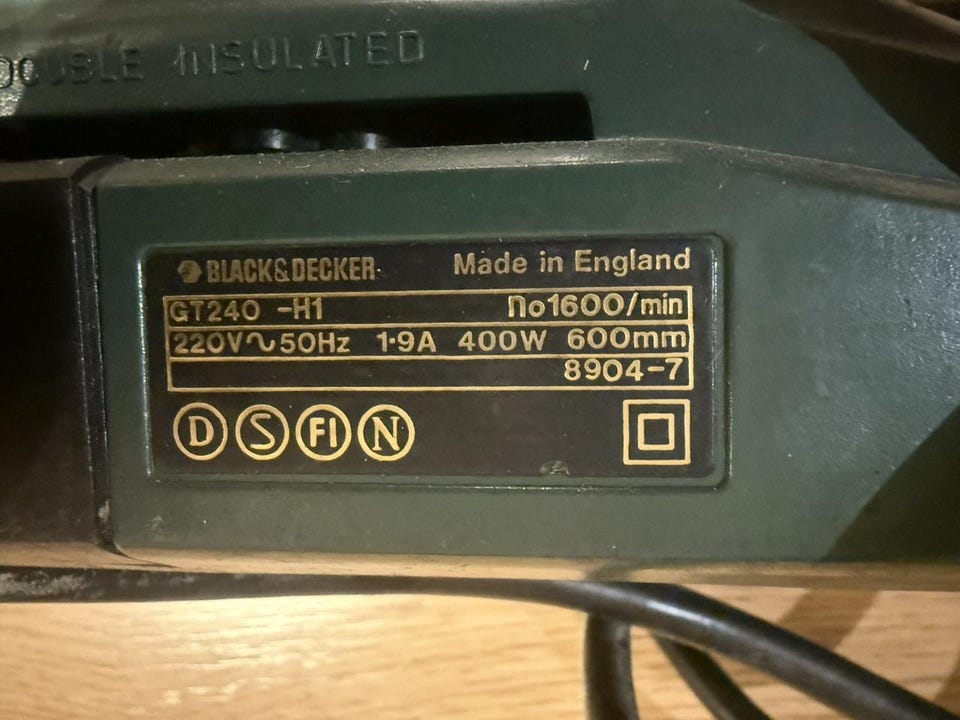 DOUBLE INSULATED
BLACK&DECKER Made in England
GT240 -H1 no1600/min
220V∿50Hz 1·9A 400W 600mm
8904-7
D S FI N